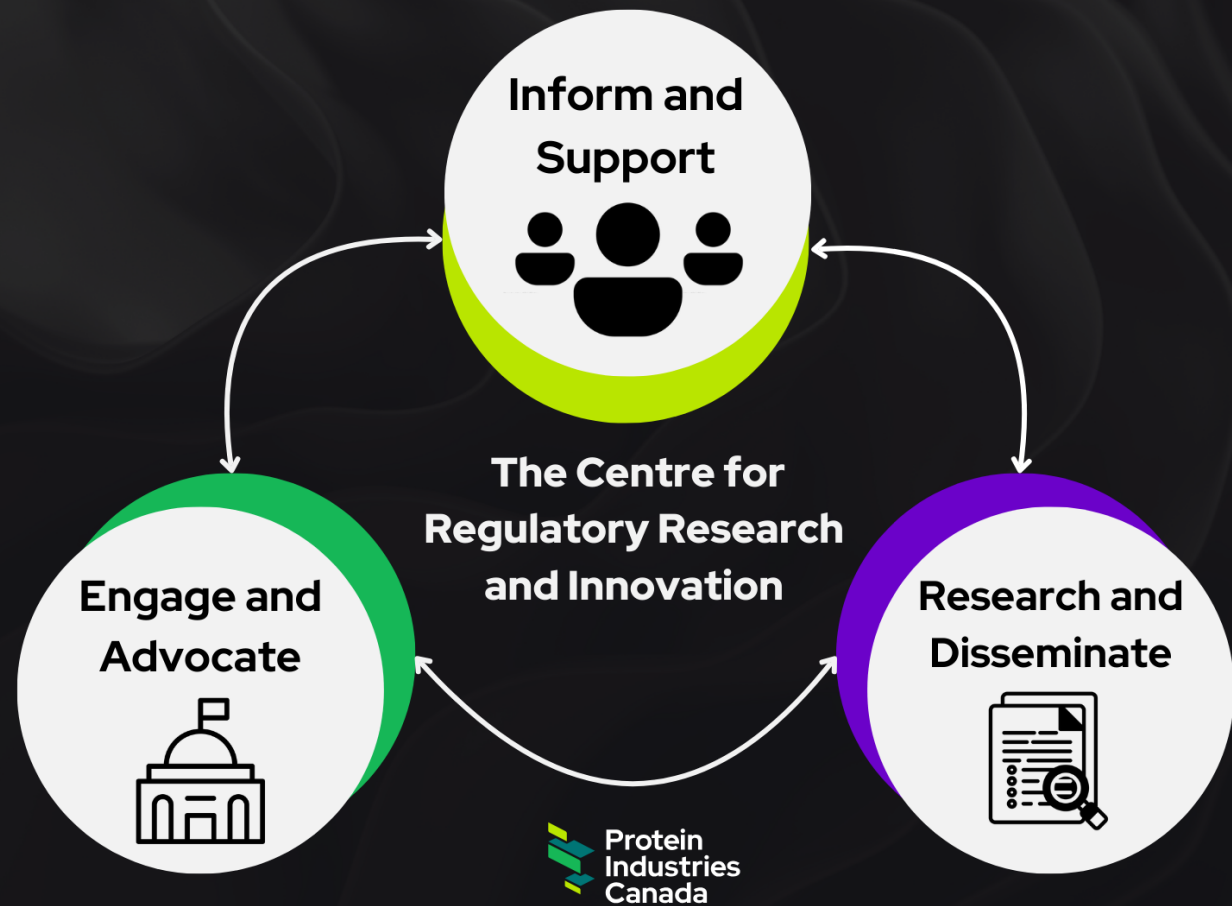 Inform and
Support
The Centre for
Regulatory Research
and Innovation
Engage and
Advocate
Research and
Disseminate
Protein
Industries
Canada